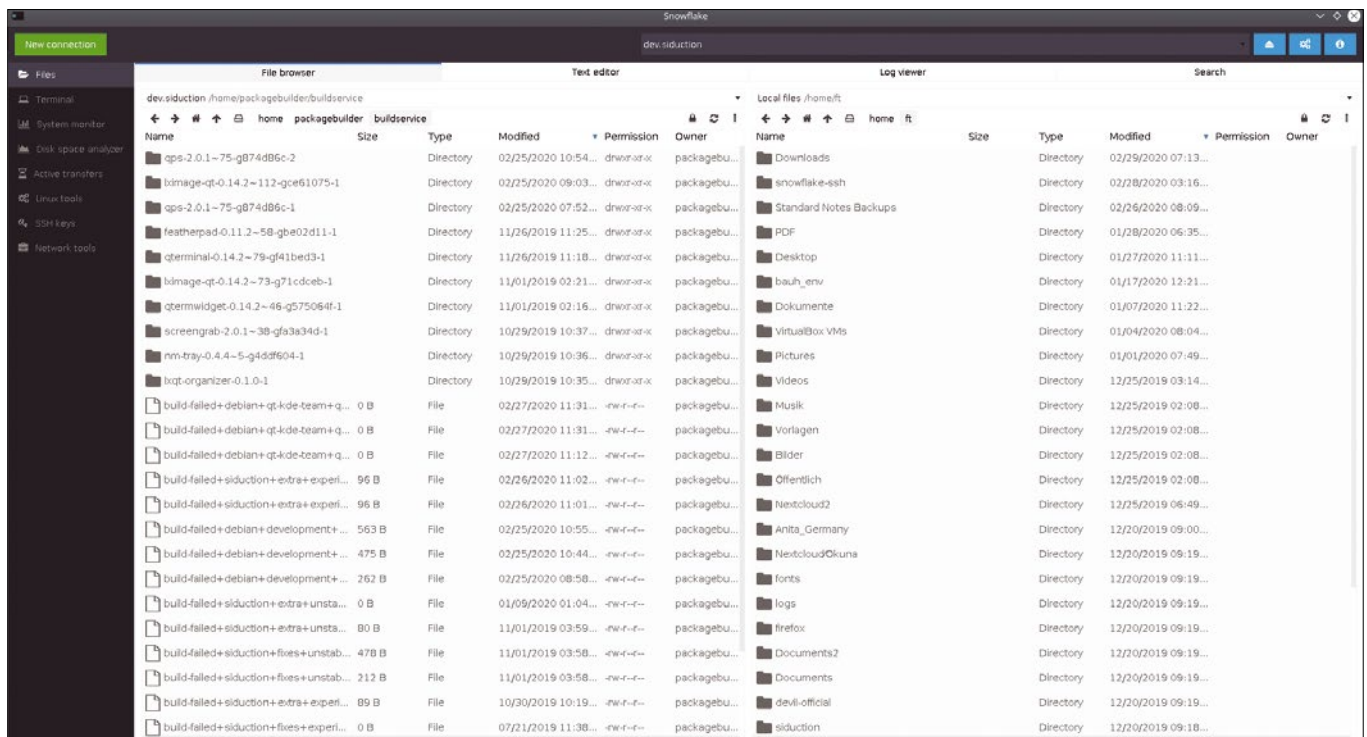 Snowflake
New connection
dev.siduction
Files
Terminal
System monitor
Disk space analyzer
Active transfers
Linux tools
SSH keys
Network tools
File browser Text editor Log viewer Search
dev.siduction /home/packagebuilder/buildservice
home packagebuilder buildservice
Name Size Type Modified Permission Owner
qps-2.0.1~75-g874d86c-2 Directory 02/25/2020 10:54... drwxr-xr-x packagebu...
lximage-qt-0.14.2~112-gce61075-1 Directory 02/25/2020 09:03... drwxr-xr-x packagebu...
qps-2.0.1~75-g874d86c-1 Directory 02/25/2020 07:52... drwxr-xr-x packagebu...
featherpad-0.11.2~58-gbe02d11-1 Directory 11/26/2019 11:25... drwxr-xr-x packagebu...
qterminal-0.14.2~79-gf41bed3-1 Directory 11/26/2019 11:18... drwxr-xr-x packagebu...
lximage-qt-0.14.2~73-g71cdceb-1 Directory 11/01/2019 02:21... drwxr-xr-x packagebu...
qtermwidget-0.14.2~46-g575064f-1 Directory 11/01/2019 02:16... drwxr-xr-x packagebu...
screengrab-2.0.1~38-gfa3a34d-1 Directory 10/29/2019 10:37... drwxr-xr-x packagebu...
nm-tray-0.4.4~5-g4ddf604-1 Directory 10/29/2019 10:36... drwxr-xr-x packagebu...
lxqt-organizer-0.1.0-1 Directory 10/29/2019 10:35... drwxr-xr-x packagebu...
build-failed+debian+qt-kde-team+q... 0 B File 02/27/2020 11:31... -rw-r--r-- packagebu...
build-failed+debian+qt-kde-team+q... 0 B File 02/27/2020 11:31... -rw-r--r-- packagebu...
build-failed+debian+qt-kde-team+q... 0 B File 02/27/2020 11:12... -rw-r--r-- packagebu...
build-failed+siduction+extra+experi... 96 B File 02/26/2020 11:02... -rw-r--r-- packagebu...
build-failed+siduction+extra+experi... 96 B File 02/26/2020 11:01... -rw-r--r-- packagebu...
build-failed+debian+development+... 563 B File 02/25/2020 10:55... -rw-r--r-- packagebu...
build-failed+debian+development+... 475 B File 02/25/2020 10:44... -rw-r--r-- packagebu...
build-failed+debian+development+... 262 B File 02/25/2020 08:58... -rw-r--r-- packagebu...
build-failed+siduction+extra+unsta... 0 B File 01/09/2020 01:04... -rw-r--r-- packagebu...
build-failed+siduction+extra+unsta... 80 B File 11/01/2019 03:59... -rw-r--r-- packagebu...
build-failed+siduction+fixes+unstab... 478 B File 11/01/2019 03:58... -rw-r--r-- packagebu...
build-failed+siduction+fixes+unstab... 212 B File 11/01/2019 03:58... -rw-r--r-- packagebu...
build-failed+siduction+extra+experi... 89 B File 10/30/2019 10:19... -rw-r--r-- packagebu...
build-failed+siduction+fixes+experi... 0 B File 07/21/2019 11:38... -rw-r--r-- packagebu...
Local files /home/ft
home ft
Name Size Type Modified Permission Owner
Downloads Directory 02/29/2020 07:13...
snowflake-ssh Directory 02/28/2020 03:16...
Standard Notes Backups Directory 02/26/2020 08:09...
PDF Directory 01/28/2020 06:35...
Desktop Directory 01/27/2020 11:11...
bauh_env Directory 01/17/2020 12:21...
Dokumente Directory 01/07/2020 11:22...
VirtualBox VMs Directory 01/04/2020 08:04...
Pictures Directory 01/01/2020 07:49...
Videos Directory 12/25/2019 03:14...
Musik Directory 12/25/2019 02:08...
Vorlagen Directory 12/25/2019 02:08...
Bilder Directory 12/25/2019 02:08...
Öffentlich Directory 12/25/2019 02:08...
Nextcloud2 Directory 12/25/2019 06:49...
Anita_Germany Directory 12/20/2019 09:00...
NextcloudOkuna Directory 12/20/2019 09:19...
fonts Directory 12/20/2019 09:19...
logs Directory 12/20/2019 09:19...
firefox Directory 12/20/2019 09:19...
Documents2 Directory 12/20/2019 09:19...
Documents Directory 12/20/2019 09:19...
devil-official Directory 12/20/2019 09:19...
siduction Directory 12/20/2019 09:18...